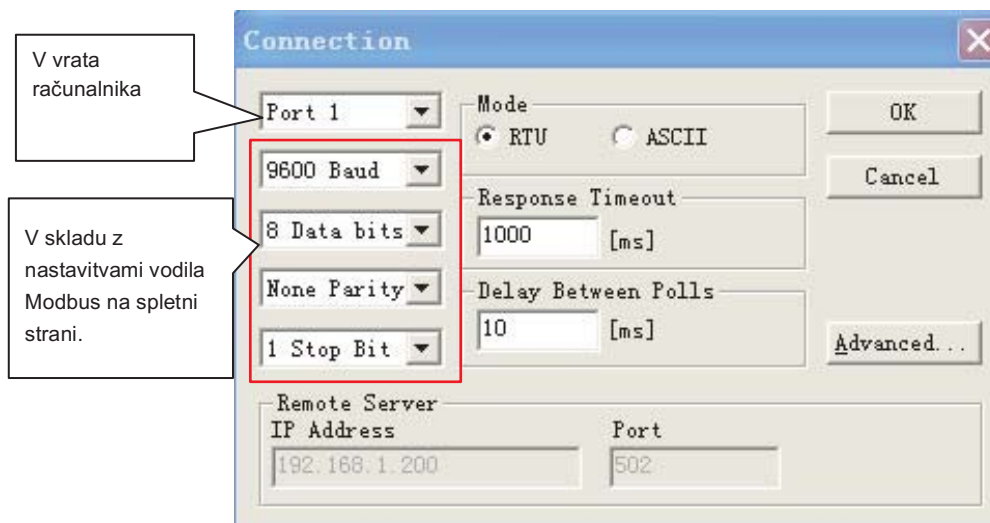 V vrata
računalnika
V skladu z
nastavitvami vodila
Modbus na spletni
strani.
Connection
Port 1
9600 Baud
8 Data bits
None Parity
1 Stop Bit
Mode
RTU
ASCII
Response Timeout
1000
[ms]
Delay Between Polls
10
[ms]
OK
Cancel
Advanced...
Remote Server
IP Address
Port
192.168.1.200
502